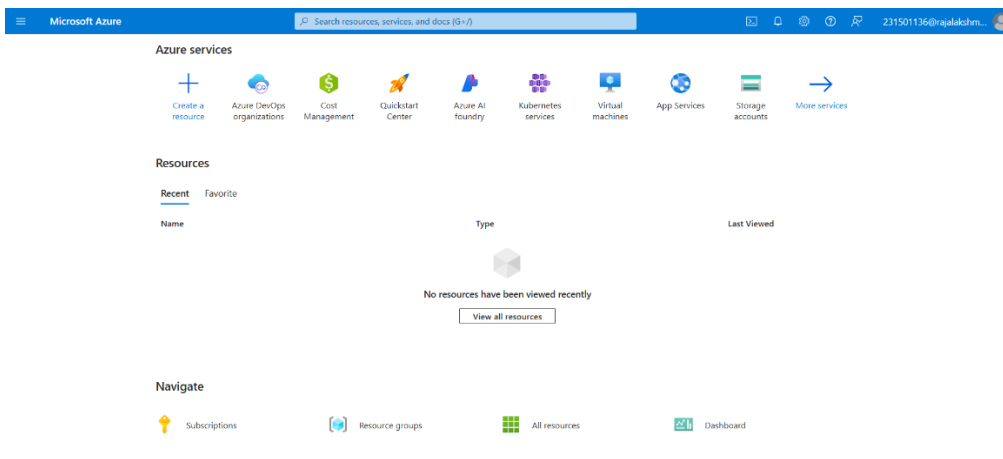 Microsoft Azure
Search resources, services, and docs (G+/)
231501136@rajalakshm...
Azure services
Create a resource
Azure DevOps organizations
Cost Management
Quickstart Center
Azure AI foundry
Kubernetes services
Virtual machines
App Services
Storage accounts
More services
Resources
Recent Favorite
Name Type Last Viewed
No resources have been viewed recently
View all resources
Navigate
Subscriptions Resource groups All resources Dashboard